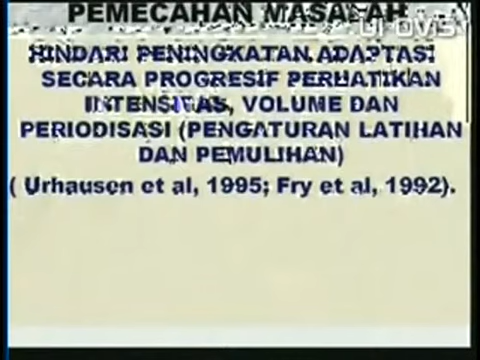 PEMECAHAN MASALAH
HINDARI PENINGKATAN ADAPTASI
SECARA PROGRESIF PERHATIKAN
INTENSITAS, VOLUME DAN
PERIODISASI (PENGATURAN LATIHAN
DAN PEMULIHAN)
( Urhausen et al, 1995; Fry et al, 1992).